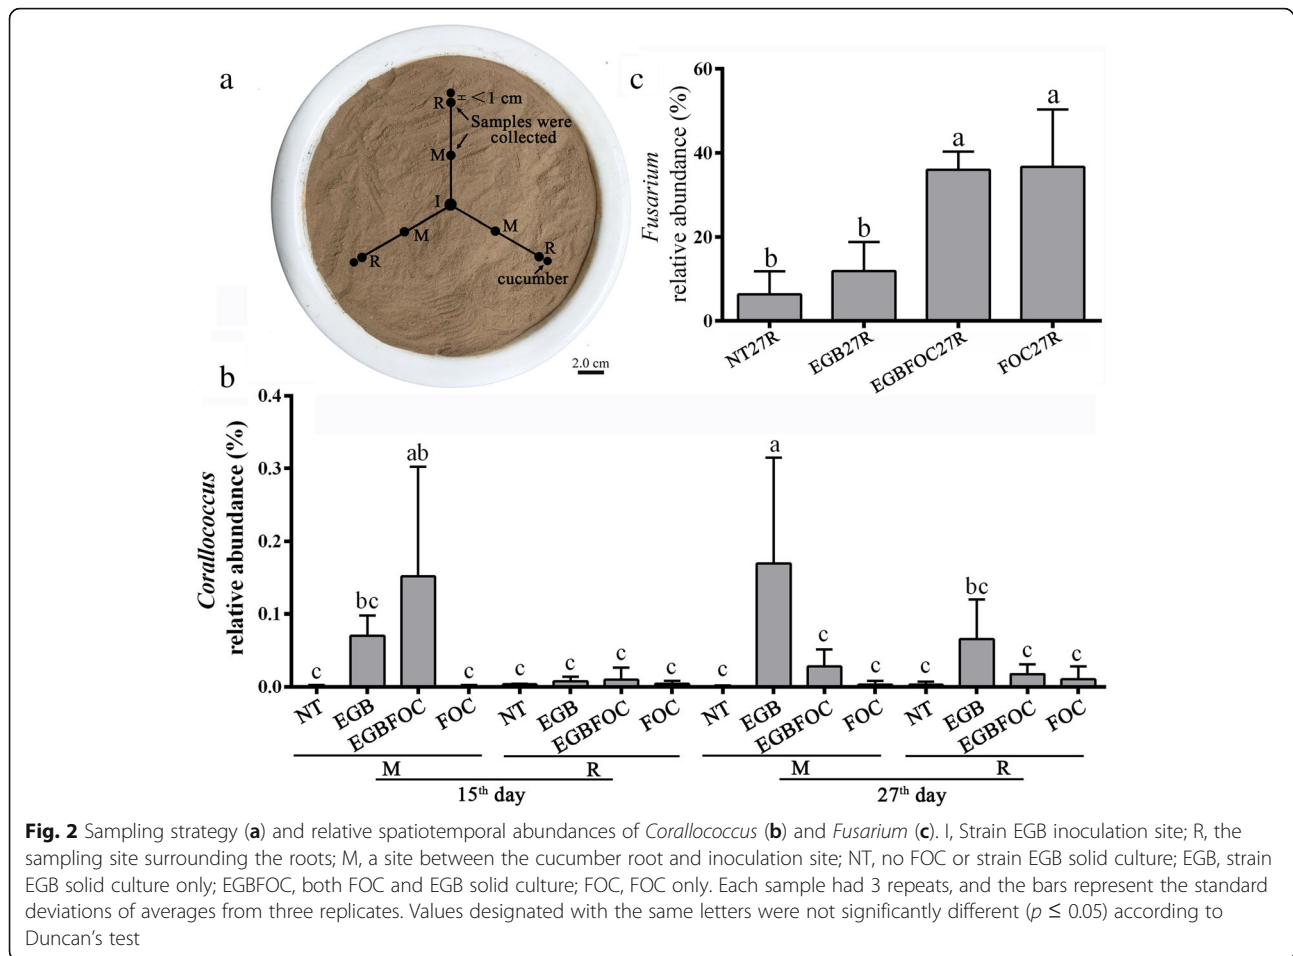 a
R
<1 cm
Samples were
collected
M
I
M
M
R
R
cucumber
2.0 cm
c
Fusarium
relative abundance (%)
60
40
20
0
b
b
a
a
NT27R
EGB27R
EGBFOC27R
FOC27R
b
Corallococcus
relative abundance (%)
0.4
0.3
0.2
0.1
0.0
c
bc
ab
c
c
c
c
c
c
a
c
c
c
bc
c
c
NT
EGB
EGBFOC
FOC
NT
EGB
EGBFOC
FOC
NT
EGB
EGBFOC
FOC
NT
EGB
EGBFOC
FOC
M
R
M
R
15th day
27th day
Fig. 2 Sampling strategy (a) and relative spatiotemporal abundances of Corallococcus (b) and Fusarium (c). I, Strain EGB inoculation site; R, the
sampling site surrounding the roots; M, a site between the cucumber root and inoculation site; NT, no FOC or strain EGB solid culture; EGB, strain
EGB solid culture only; EGBFOC, both FOC and EGB solid culture; FOC, FOC only. Each sample had 3 repeats, and the bars represent the standard
deviations of averages from three replicates. Values designated with the same letters were not significantly different (p ≤ 0.05) according to
Duncan's test